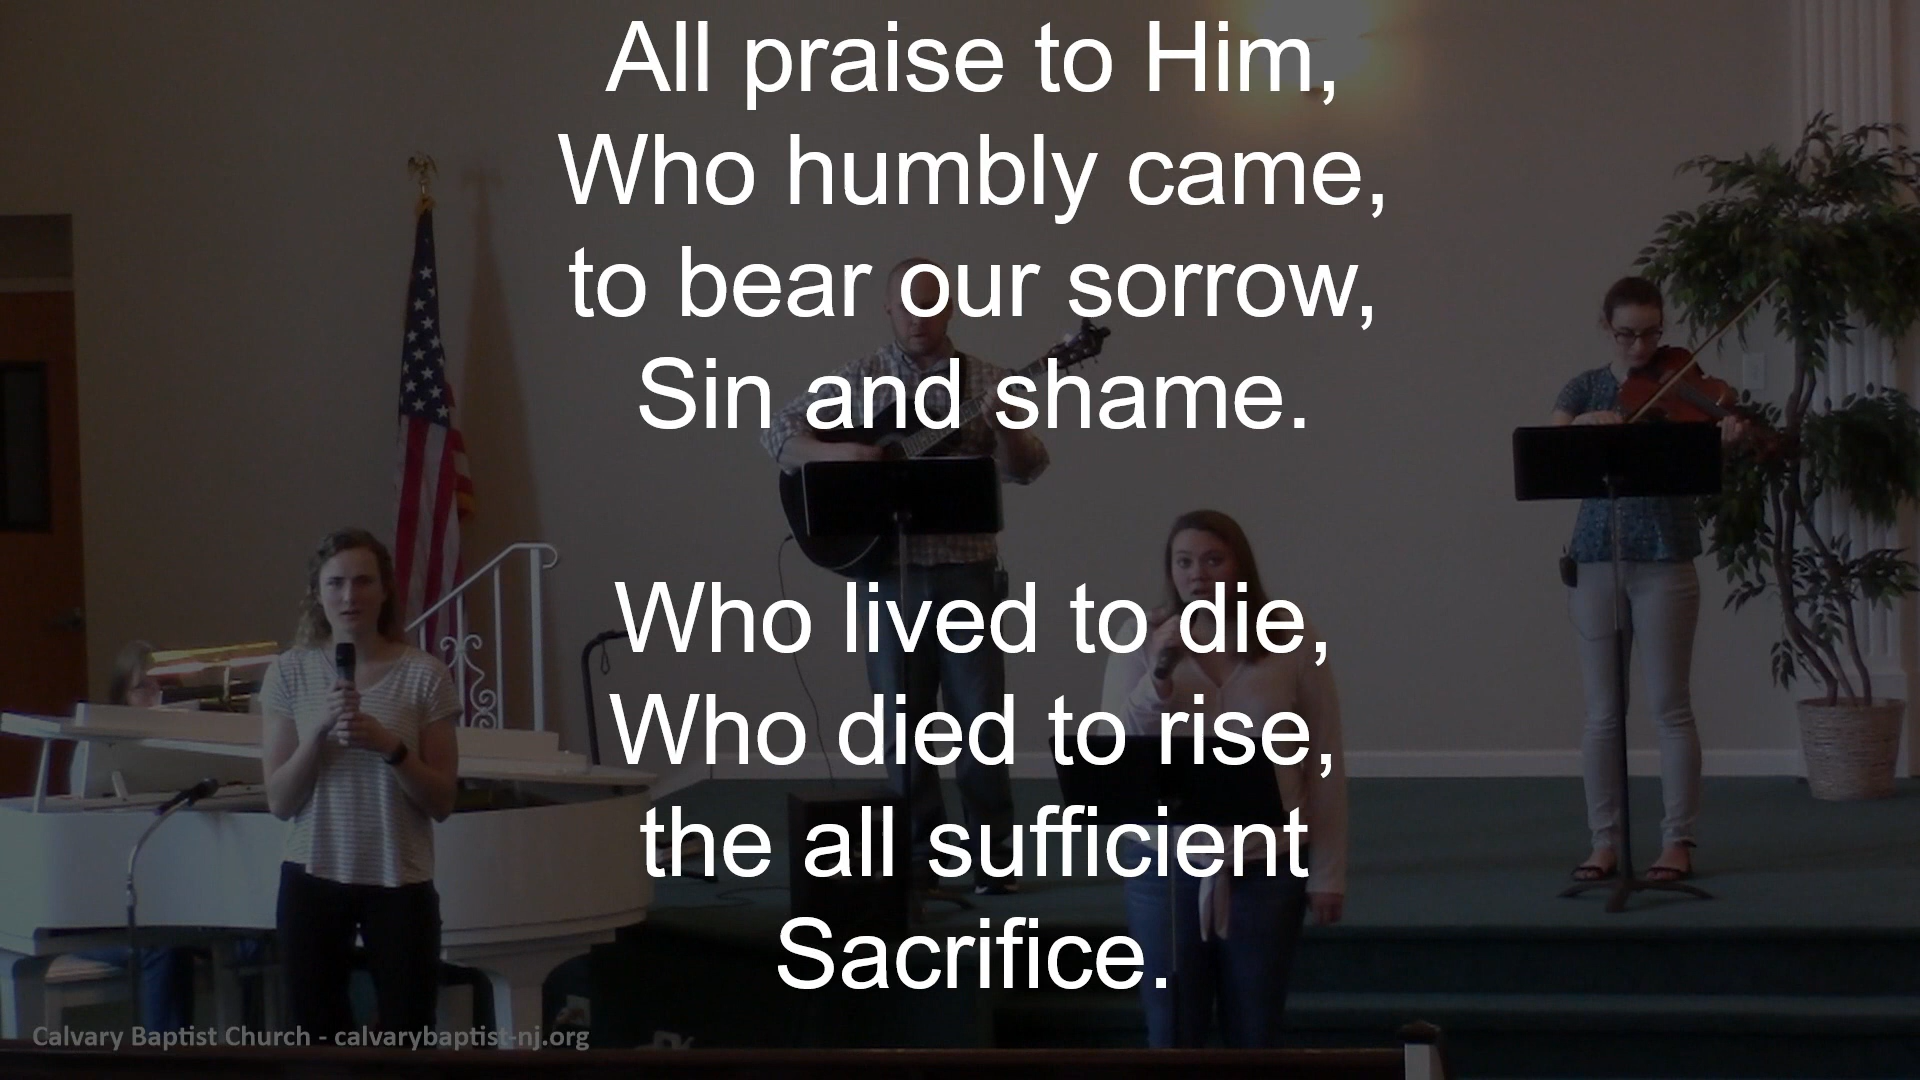 All praise to Him,
Who humbly came,
to bear our sorrow,
Sin and shame.
Who lived to die,
Who died to rise,
the all sufficient
Sacrifice.
Calvary Baptist Church - calvarybaptist-nj.org